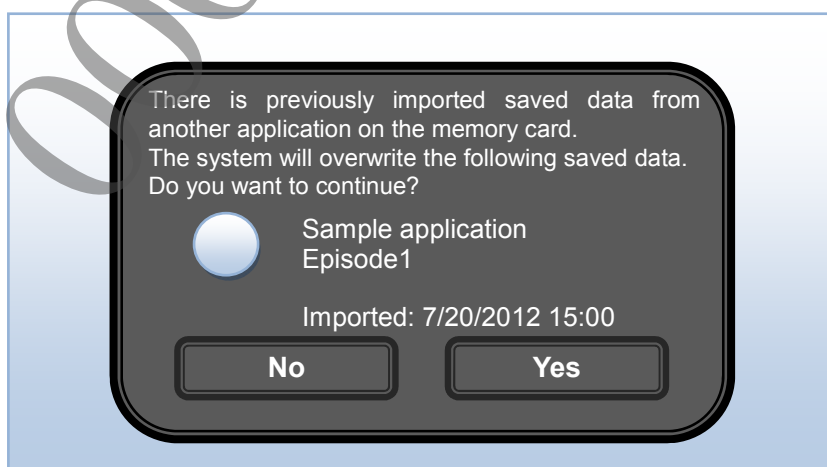 There is previously imported saved data from
another application on the memory card.
The system will overwrite the following saved data.
Do you want to continue?
Sample application
Episode1
Imported: 7/20/2012 15:00
No Yes